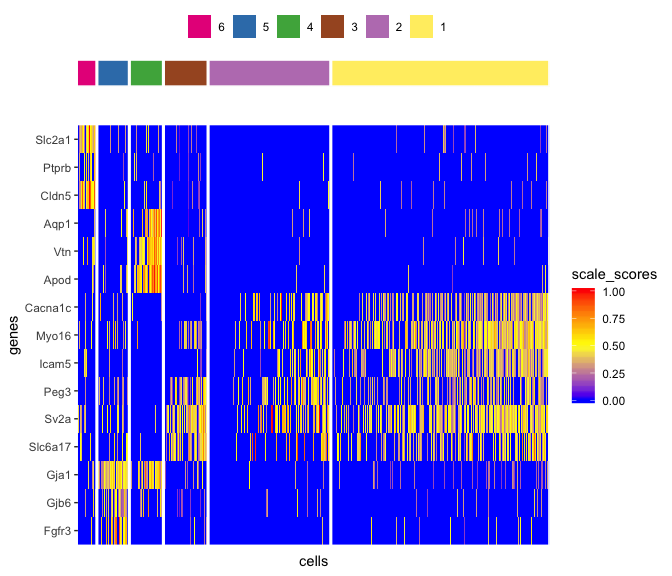 6 5 4 3 2 1
Slc2a1
Ptprb
Cldn5
Aqp1
Vtn
Apod
Cacna1c
Myo16
Icam5
Peg3
Sv2a
Slc6a17
Gja1
Gjb6
Fgfr3
genes
cells
scale_scores
1.00
0.75
0.50
0.25
0.00